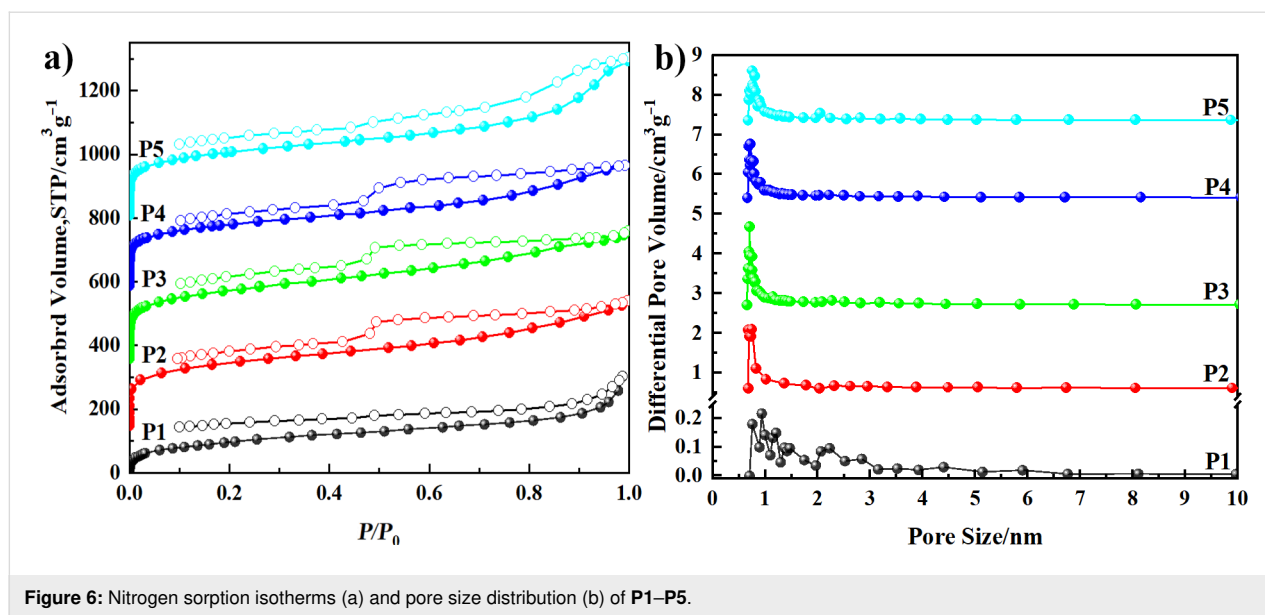 a)
Adsorbrd Volume,STP/cm³ g⁻¹
1200
1000
800
600
400
200
0
P5
P4
P3
P2
P1
0.0 0.2 0.4 0.6 0.8 1.0
P/P₀
b)
Differential Pore Volume/cm³g⁻¹
9
8
7
6
5
4
3
2
1
0.2
0.1
0.0
P5
P4
P3
P2
P1
0 1 2 3 4 5 6 7 8 9 10
Pore Size/nm
Figure 6: Nitrogen sorption isotherms (a) and pore size distribution (b) of P1–P5.